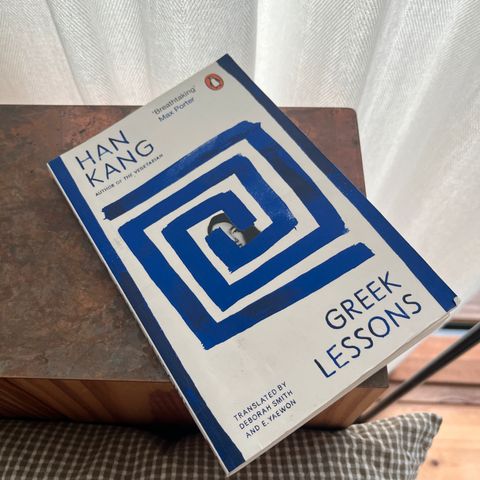 'Breathtaking'
Max Porter
HAN
KANG
AUTHOR OF THE VEGETARIAN
GREEK
LESSONS
TRANSLATED BY
DEBORAH SMITH
AND E. YAEWON